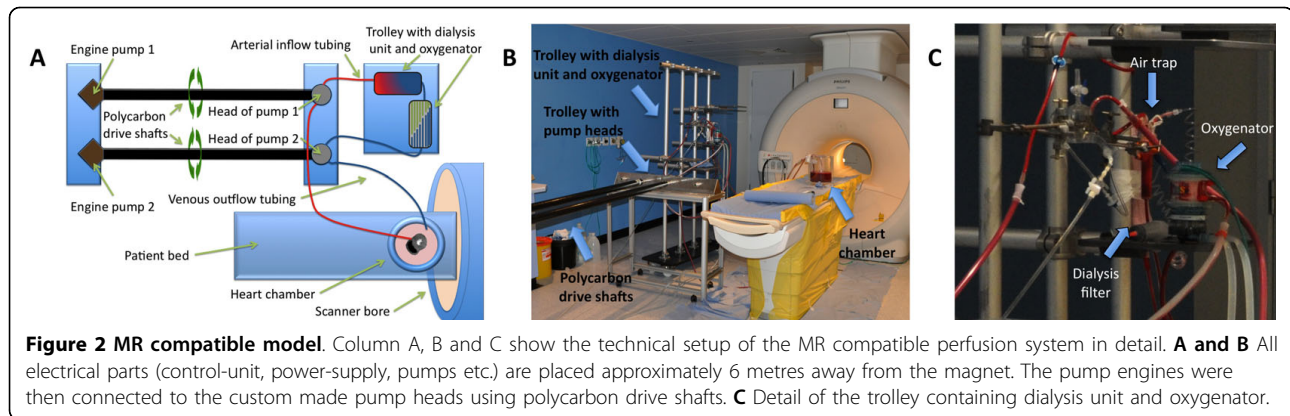 A
Engine pump 1
Arterial inflow tubing
Trolley with dialysis
unit and oxygenator
Polycarbon
drive shafts
Head of pump 1
Head of pump 2
Engine pump 2
Venous outflow tubing
Patient bed
Heart chamber
Scanner bore
B
Trolley with dialysis
unit and oxygenator
Trolley with
pump heads
PHILIPS
Heart
chamber
Polycarbon
drive shafts
C
Air trap
Oxygenator
Dialysis
filter
Figure 2 MR compatible model. Column A, B and C show the technical setup of the MR compatible perfusion system in detail. A and B All
electrical parts (control-unit, power-supply, pumps etc.) are placed approximately 6 metres away from the magnet. The pump engines were
then connected to the custom made pump heads using polycarbon drive shafts. C Detail of the trolley containing dialysis unit and oxygenator.